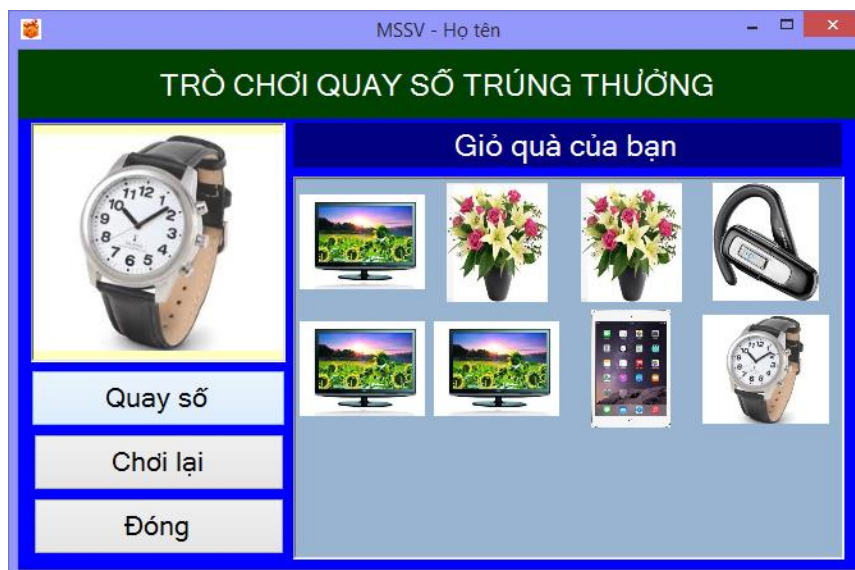 MSSV - Họ tên
TRÒ CHƠI QUAY SỐ TRÚNG THƯỞNG
Giỏ quà của bạn
Quay số
Chơi lại
Đóng